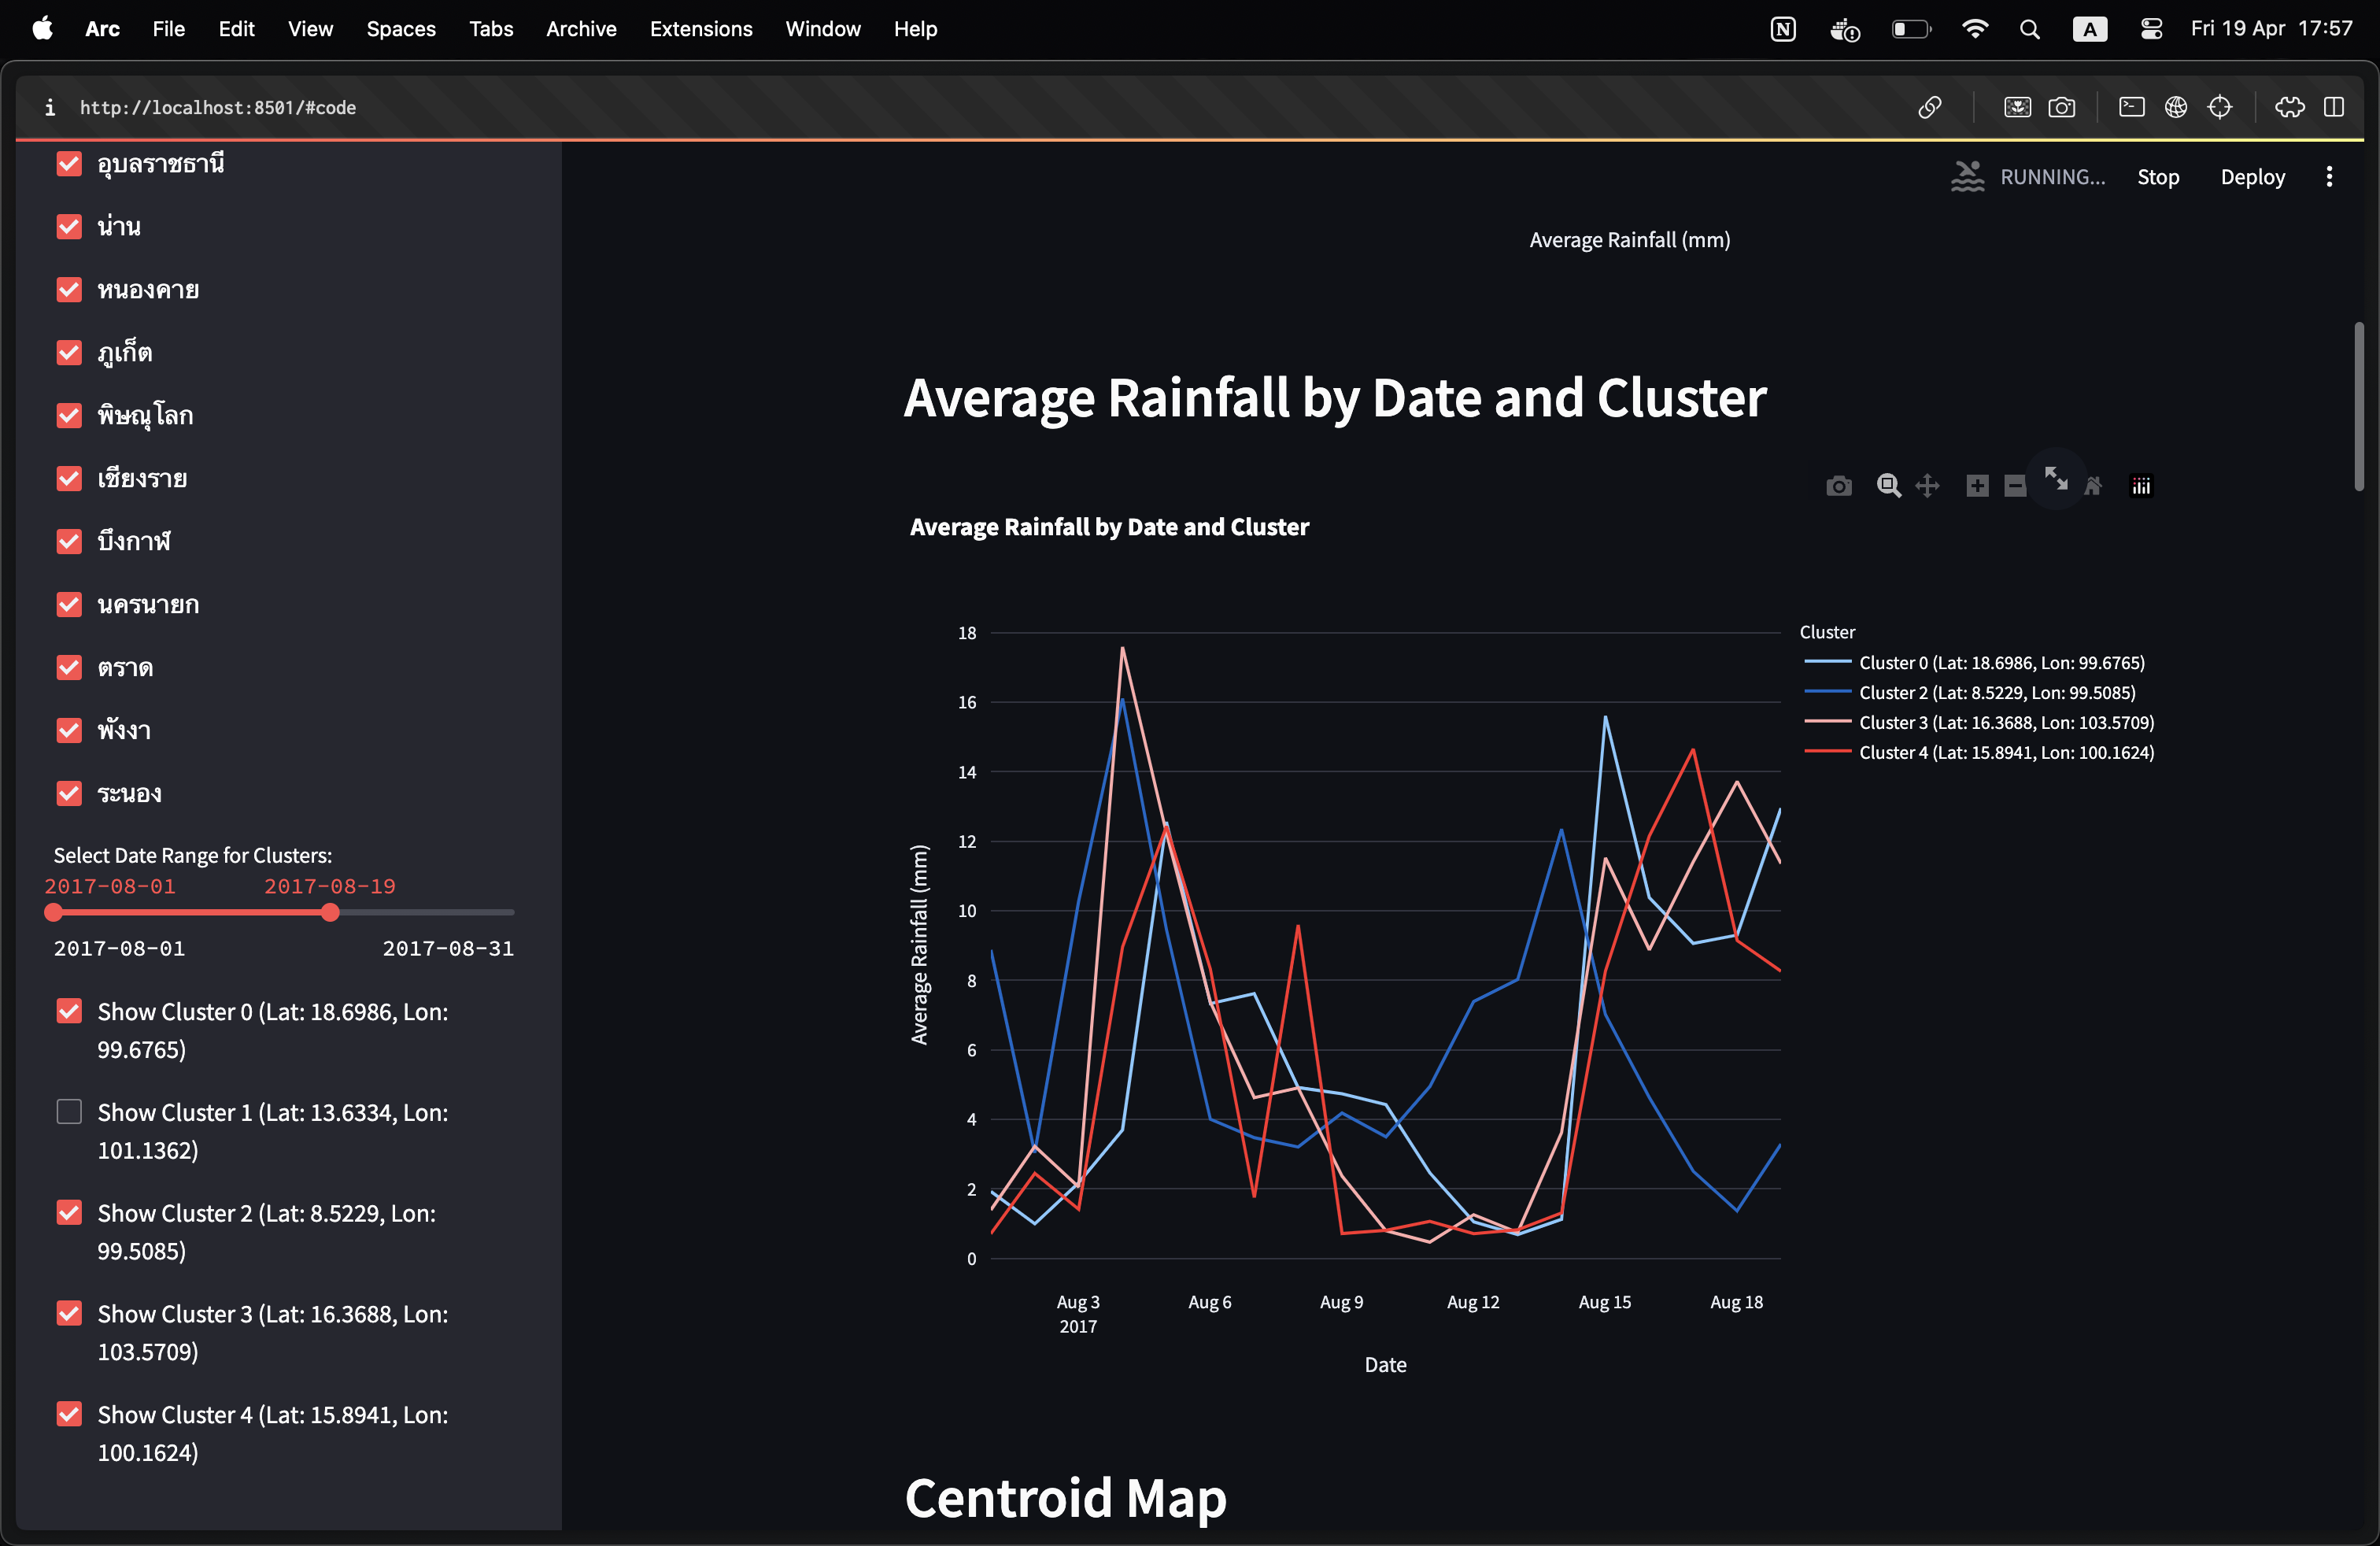 Arc File Edit View Spaces Tabs Archive Extensions Window Help
A Fri 19 Apr 17:57
http://localhost:8501/#code
อุบลราชธานี
น่าน
หนองคาย
ภูเก็ต
พิษณุโลก
เชียงราย
บึงกาฬ
นครนายก
ตราด
พังงา
ระนอง
Select Date Range for Clusters:
2017-08-01 2017-08-19
2017-08-01 2017-08-31
Show Cluster 0 (Lat: 18.6986, Lon:
99.6765)
Show Cluster 1 (Lat: 13.6334, Lon:
101.1362)
Show Cluster 2 (Lat: 8.5229, Lon:
99.5085)
Show Cluster 3 (Lat: 16.3688, Lon:
103.5709)
Show Cluster 4 (Lat: 15.8941, Lon:
100.1624)
RUNNING... Stop Deploy
Average Rainfall (mm)
Average Rainfall by Date and Cluster
Average Rainfall by Date and Cluster
Average Rainfall (mm)
18
16
14
12
10
8
6
4
2
0
Aug 3 Aug 6 Aug 9 Aug 12 Aug 15 Aug 18
2017
Date
Cluster
Cluster 0 (Lat: 18.6986, Lon: 99.6765)
Cluster 2 (Lat: 8.5229, Lon: 99.5085)
Cluster 3 (Lat: 16.3688, Lon: 103.5709)
Cluster 4 (Lat: 15.8941, Lon: 100.1624)
Centroid Map